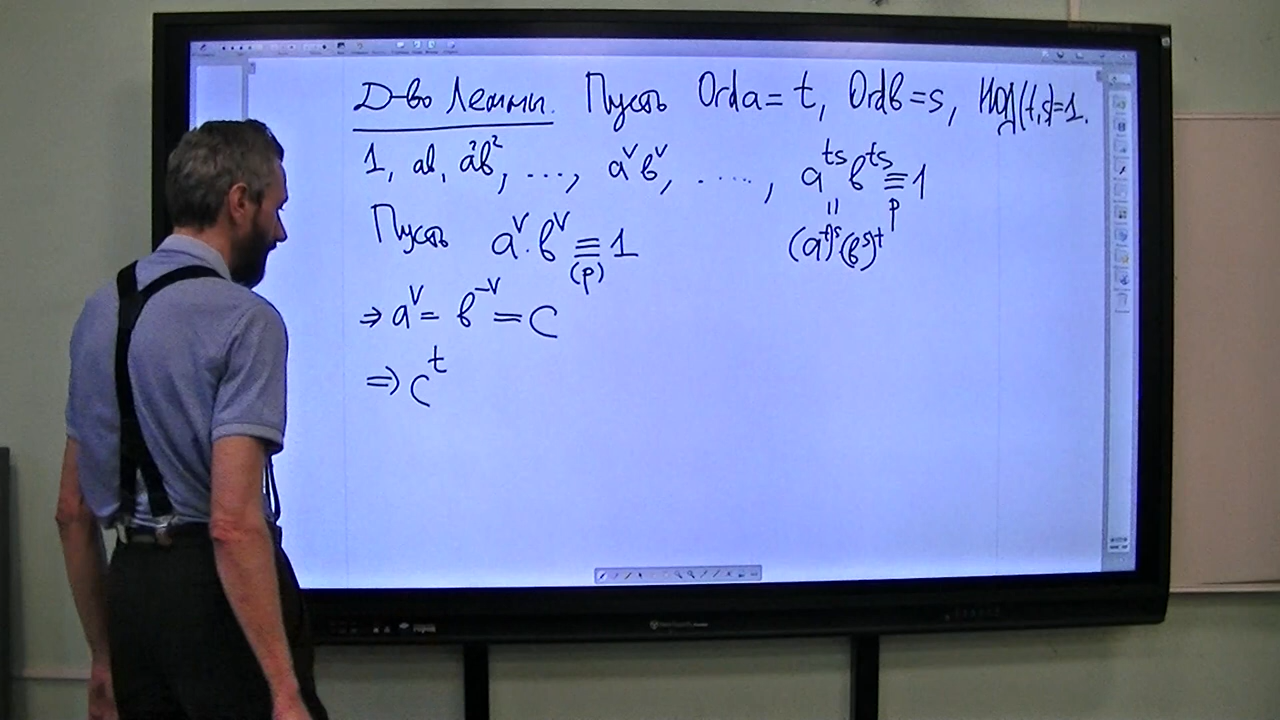 Д-во Леммы. Пусть Ord a = t, Ord b = s, НОД(t,s)=1.
1, ab, a²b², ..., aᵛbᵛ, ....., aᵗˢbᵗˢ ≡ 1
p
॥
(aᵗ)ˢ(bˢ)ᵗ
Пусть aᵛ·bᵛ ≡ 1
(p)
⇒ aᵛ = b⁻ᵛ = C
⇒ Cᵗ